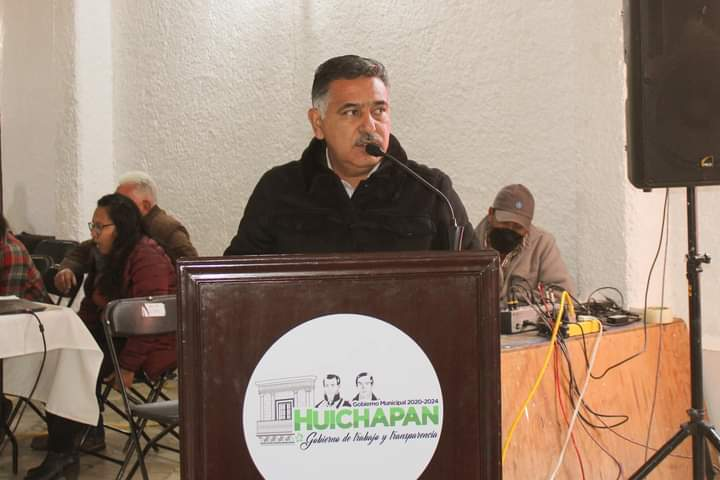 Gobierno Municipal 2020-2024
HUICHAPAN
Gobierno de trabajo y transparencia